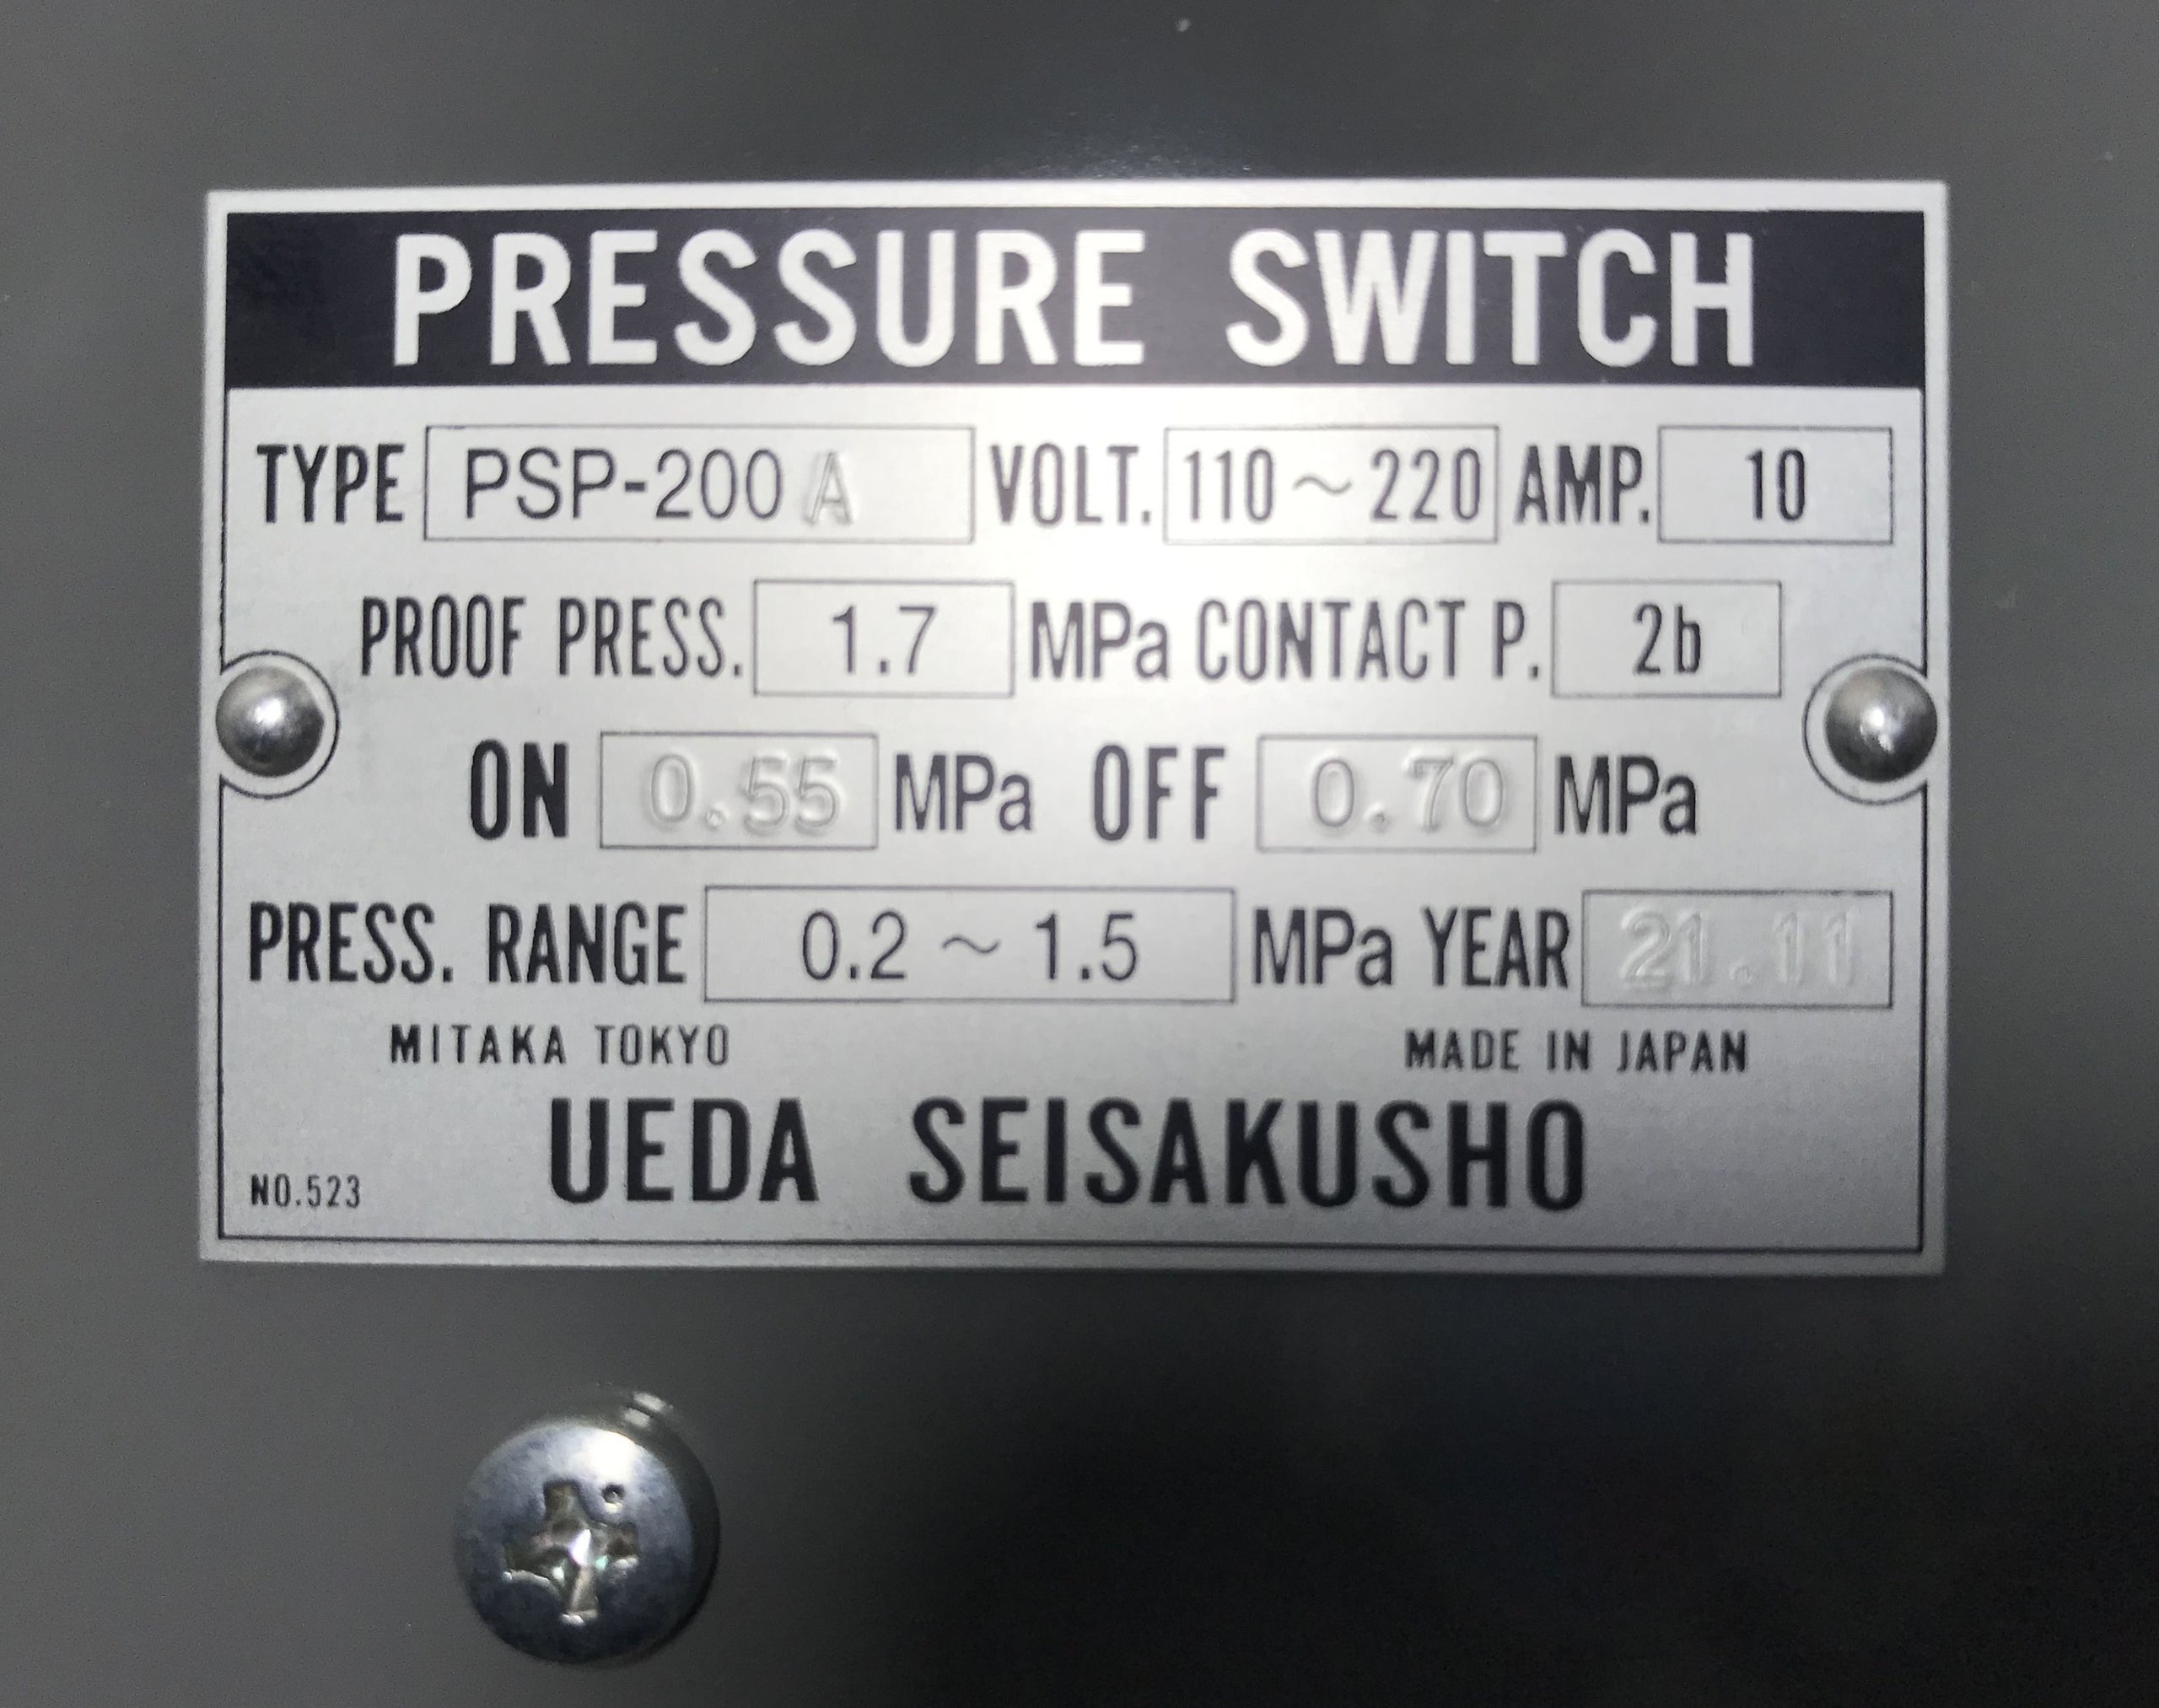 PRESSURE SWITCH
TYPE PSP-200 A VOLT. 110～220 AMP. 10
PROOF PRESS. 1.7 MPa CONTACT P. 2b
ON 0.55 MPa OFF 0.70 MPa
PRESS. RANGE 0.2～1.5 MPa YEAR 21.11
MITAKA TOKYO MADE IN JAPAN
UEDA SEISAKUSHO
NO.523